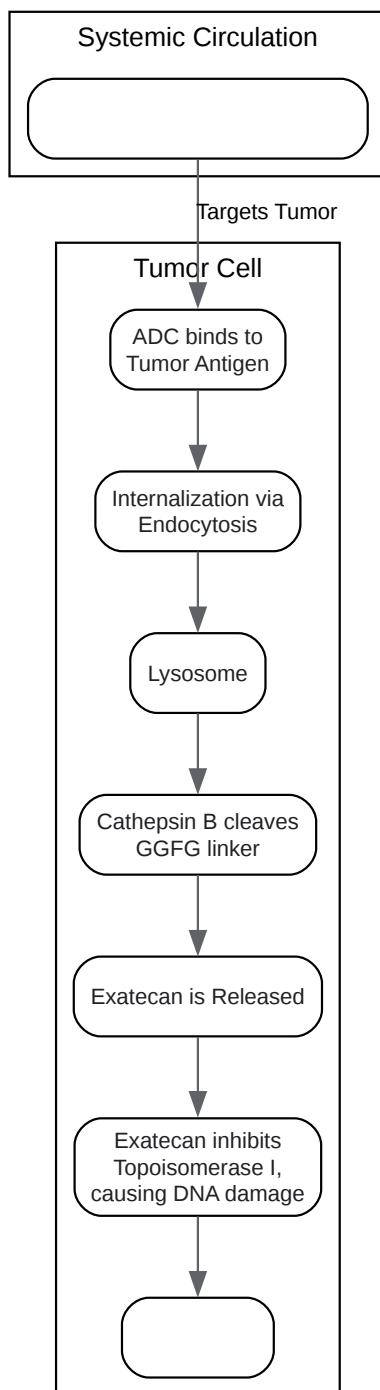 Systemic Circulation
Targets Tumor
Tumor Cell
ADC binds to
Tumor Antigen
Internalization via
Endocytosis
Lysosome
Cathepsin B cleaves
GGFG linker
Exatecan is Released
Exatecan inhibits
Topoisomerase I,
causing DNA damage